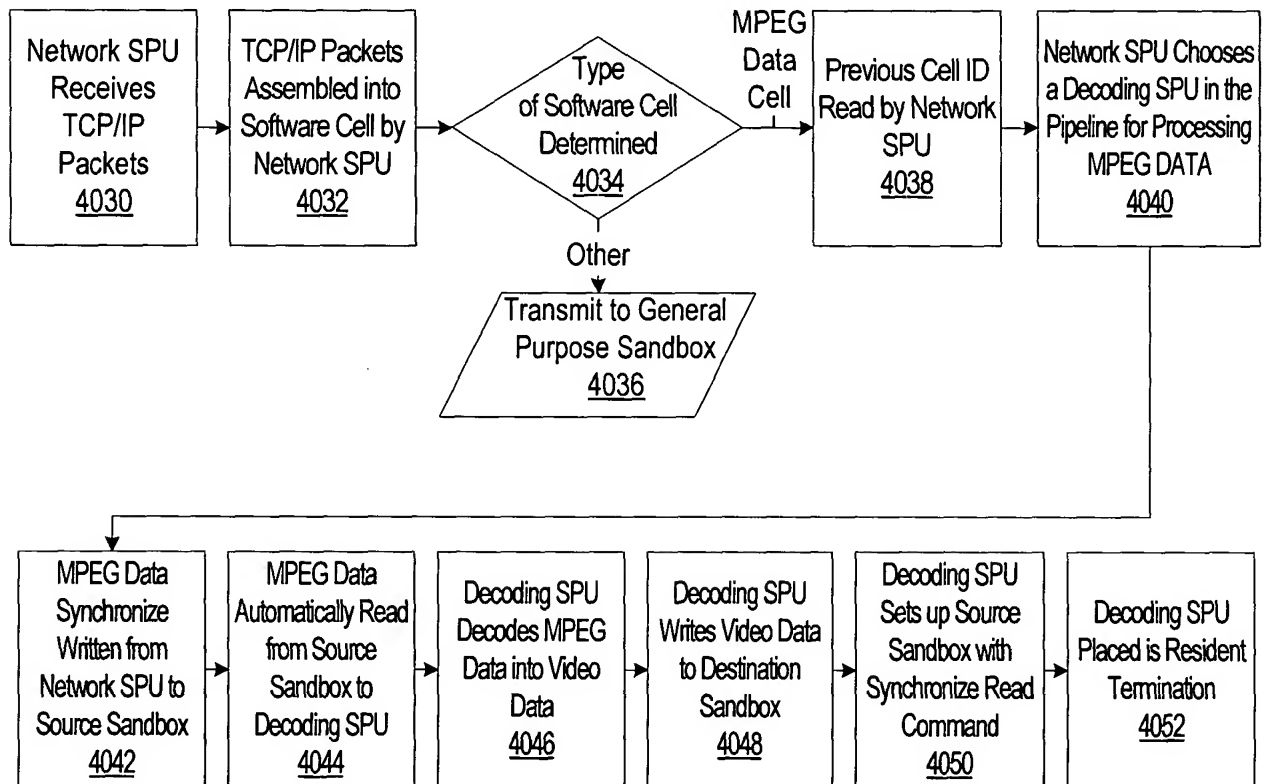 Network SPU
Receives
TCP/IP
Packets
4030
TCP/IP Packets
Assembled into
Software Cell by
Network SPU
4032
Type
of Software Cell
Determined
4034
MPEG
Data
Cell
Previous Cell ID
Read by Network
SPU
4038
Network SPU Chooses
a Decoding SPU in the
Pipeline for Processing
MPEG DATA
4040
Other
Transmit to General
Purpose Sandbox
4036
MPEG Data
Synchronize
Written from
Network SPU to
Source Sandbox
4042
MPEG Data
Automatically Read
from Source
Sandbox to
Decoding SPU
4044
Decoding SPU
Decodes MPEG
Data into Video
Data
4046
Decoding SPU
Writes Video Data
to Destination
Sandbox
4048
Decoding SPU
Sets up Source
Sandbox with
Synchronize Read
Command
4050
Decoding SPU
Placed is Resident
Termination
4052